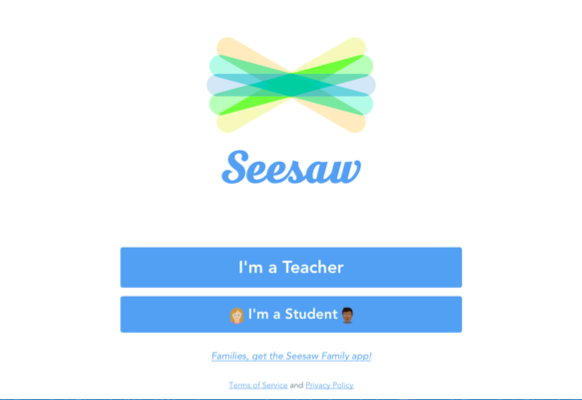 Seesaw
I'm a Teacher
I'm a Student
Families, get the Seesaw Family app!
Terms of Service and Privacy Policy